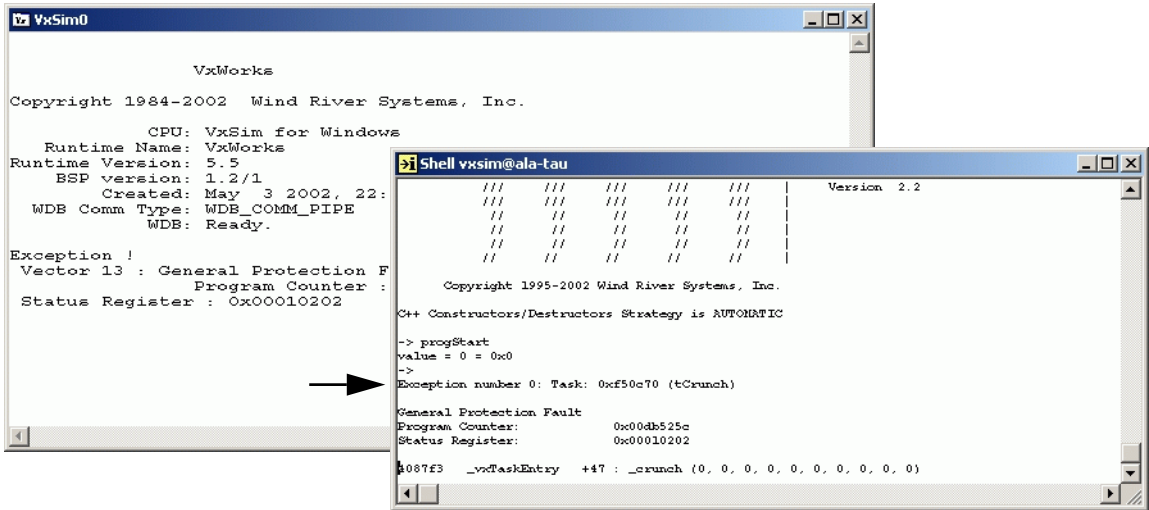 VxSim0
VxWorks
Copyright 1984-2002 Wind River Systems, Inc.
CPU: VxSim for Windows
Runtime Name: VxWorks
Runtime Version: 5.5
BSP version: 1.2/1
Created: May 3 2002, 22:
WDB Comm Type: WDB_COMM_PIPE
WDB: Ready.
Exception !
Vector 13 : General Protection F
Program Counter :
Status Register : 0x00010202
Shell vxsim@ala-tau
/// /// /// /// /// | Version 2.2
/// /// /// /// /// |
// // // // // |
// // // // // |
// // // // // |
// // // // // |
Copyright 1995-2002 Wind River Systems, Inc.
C++ Constructors/Destructors Strategy is AUTOMATIC
-> progStart
value = 0 = 0x0
->
Exception number 0: Task: 0xf50c70 (tCrunch)
General Protection Fault
Program Counter: 0x00db525c
Status Register: 0x00010202
4087f3 _vxTaskEntry +47 : _crunch (0, 0, 0, 0, 0, 0, 0, 0, 0, 0)